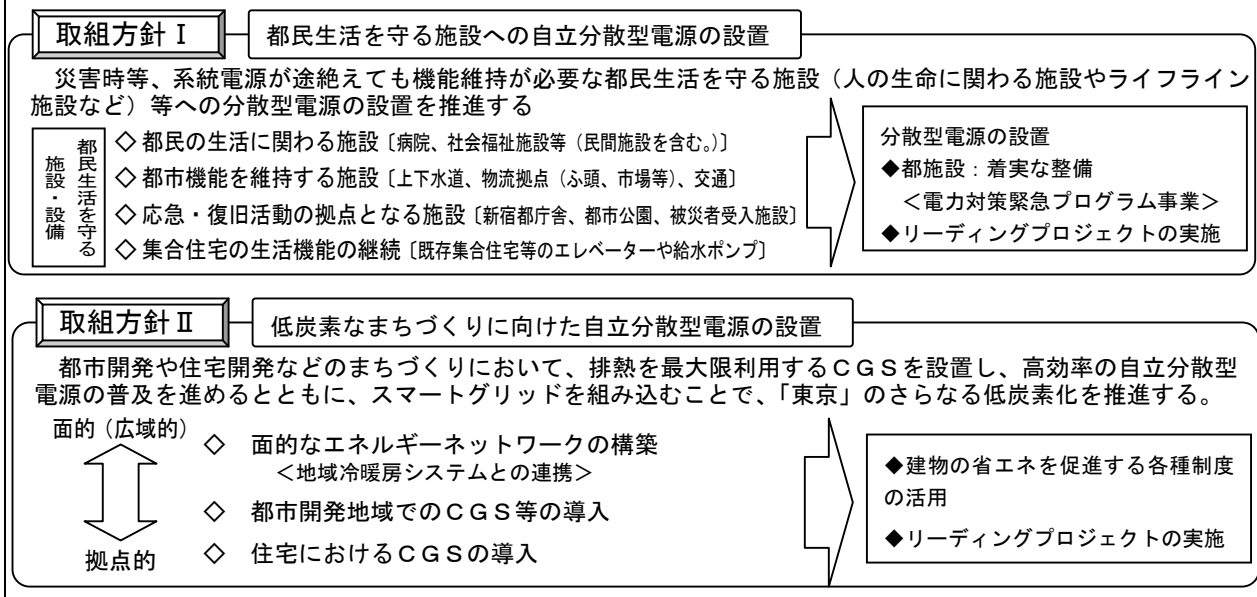 取組方針Ⅰ
都民生活を守る施設への自立分散型電源の設置
災害時等、系統電源が途絶えても機能維持が必要な都民生活を守る施設（人の生命に関わる施設やライフライン
施設など）等への分散型電源の設置を推進する
都民生活を守る
施設・設備
◇都民の生活に関わる施設〔病院、社会福祉施設等（民間施設を含む。）〕
◇都市機能を維持する施設〔上下水道、物流拠点（ふ頭、市場等）、交通〕
◇応急・復旧活動の拠点となる施設〔新宿都庁舎、都市公園、被災者受入施設〕
◇集合住宅の生活機能の継続〔既存集合住宅等のエレベーターや給水ポンプ〕
分散型電源の設置
◆都施設：着実な整備
＜電力対策緊急プログラム事業＞
◆リーディングプロジェクトの実施
取組方針Ⅱ
低炭素なまちづくりに向けた自立分散型電源の設置
都市開発や住宅開発などのまちづくりにおいて、排熱を最大限利用するＣＧＳを設置し、高効率の自立分散型
電源の普及を進めるとともに、スマートグリッドを組み込むことで、「東京」のさらなる低炭素化を推進する。
面的（広域的）
拠点的
◇　面的なエネルギーネットワークの構築
＜地域冷暖房システムとの連携＞
◇　都市開発地域でのＣＧＳ等の導入
◇　住宅におけるＣＧＳの導入
◆建物の省エネを促進する各種制度
の活用
◆リーディングプロジェクトの実施